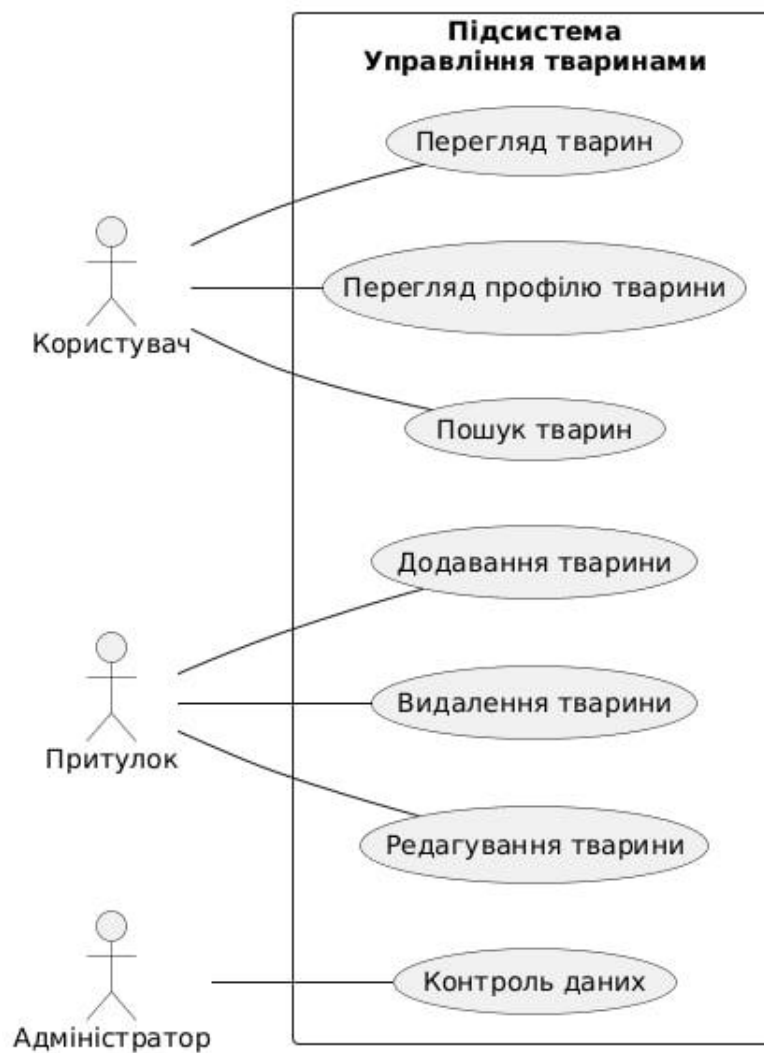 Підсистема
Управління тваринами
Перегляд тварин
Перегляд профілю тварини
Користувач
Пошук тварин
Додавання тварини
Видалення тварини
Притулок
Редагування тварини
Контроль даних
Адміністратор